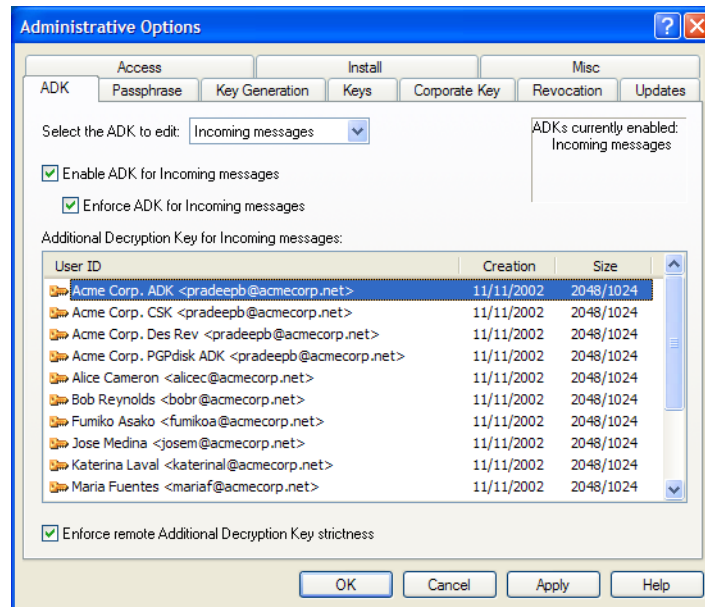 Administrative Options
Access Install Misc
ADK Passphrase Key Generation Keys Corporate Key Revocation Updates
Select the ADK to edit: Incoming messages
ADKs currently enabled:
Incoming messages
Enable ADK for Incoming messages
Enforce ADK for Incoming messages
Additional Decryption Key for Incoming messages:
User ID Creation Size
Acme Corp. ADK <pradeepb@acmecorp.net> 11/11/2002 2048/1024
Acme Corp. CSK <pradeepb@acmecorp.net> 11/11/2002 2048/1024
Acme Corp. Des Rev <pradeepb@acmecorp.net> 11/11/2002 2048/1024
Acme Corp. PGPdisk ADK <pradeepb@acmecorp.net> 11/11/2002 2048/1024
Alice Cameron <alicec@acmecorp.net> 11/11/2002 2048/1024
Bob Reynolds <bobr@acmecorp.net> 11/11/2002 2048/1024
Fumiko Asako <fumikoa@acmecorp.net> 11/11/2002 2048/1024
Jose Medina <josem@acmecorp.net> 11/11/2002 2048/1024
Katerina Laval <katerinal@acmecorp.net> 11/11/2002 2048/1024
Maria Fuentes <mariaf@acmecorp.net> 11/11/2002 2048/1024
Enforce remote Additional Decryption Key strictness
OK Cancel Apply Help